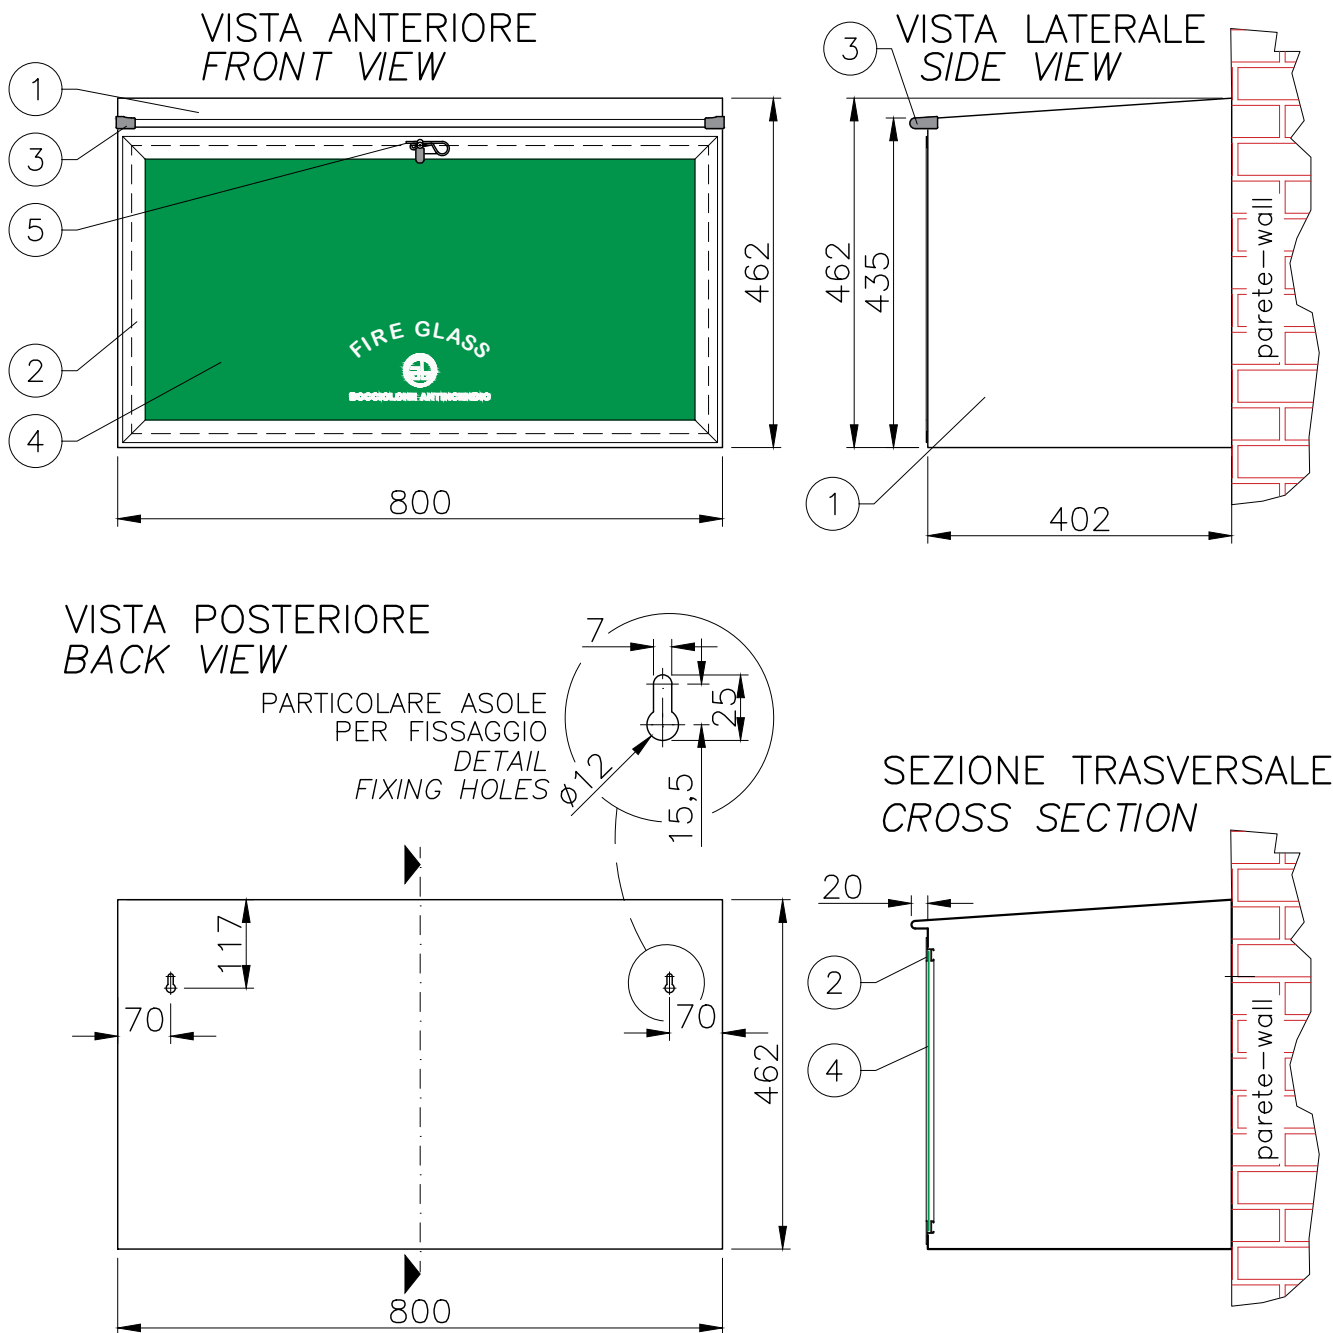 VISTA ANTERIORE
FRONT VIEW
1
3
5
2
4
FIRE GLASS
BOCCIOLONE ANTINCENDIO
462
800
VISTA LATERALE
SIDE VIEW
3
462
435
1
402
parete-wall
VISTA POSTERIORE
BACK VIEW
PARTICOLARE ASOLE
PER FISSAGGIO
DETAIL
FIXING HOLES
7
25
15,5
Ø12
117
70
70
462
800
SEZIONE TRASVERSALE
CROSS SECTION
20
2
4
parete-wall